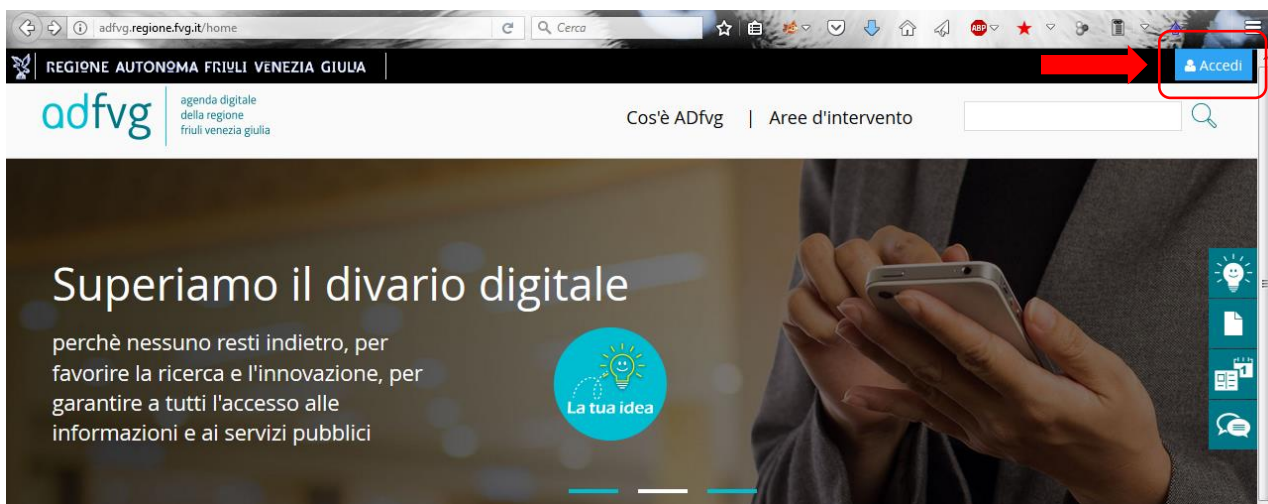 adfvg.regione.fvg.it/home
Cerca
ABP
REGIONE AUTONOMA FRIULI VENEZIA GIULIA
Accedi
adfvg
agenda digitale
della regione
friuli venezia giulia
Cos'è ADfvg | Aree d'intervento
Superiamo il divario digitale
perchè nessuno resti indietro, per
favorire la ricerca e l'innovazione, per
garantire a tutti l'accesso alle
informazioni e ai servizi pubblici
La tua idea
1